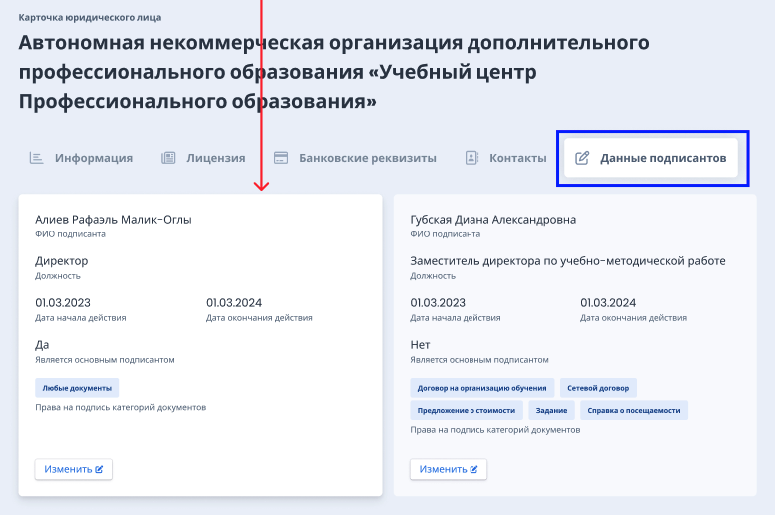 Карточка юридического лица
Автономная некоммерческая организация дополнительного
профессионального образования «Учебный центр
Профессионального образования»
Информация
Лицензия
Банковские реквизиты
Контакты
Данные подписантов
Алиев Рафаэль Малик-Оглы
ФИО подписанта
Директор
Должность
01.03.2023
01.03.2024
Дата начала действия
Дата окончания действия
Да
Является основным подписантом
Любые документы
Права на подпись категорий документов
Изменить
Губская Диана Александровна
ФИО подписанта
Заместитель директора по учебно-методической работе
Должность
01.03.2023
01.03.2024
Дата начала действия
Дата окончания действия
Нет
Является основным подписантом
Договор на организацию обучения
Сетевой договор
Предложение о стоимости
Задание
Справка о посещаемости
Права на подпись категорий документов
Изменить